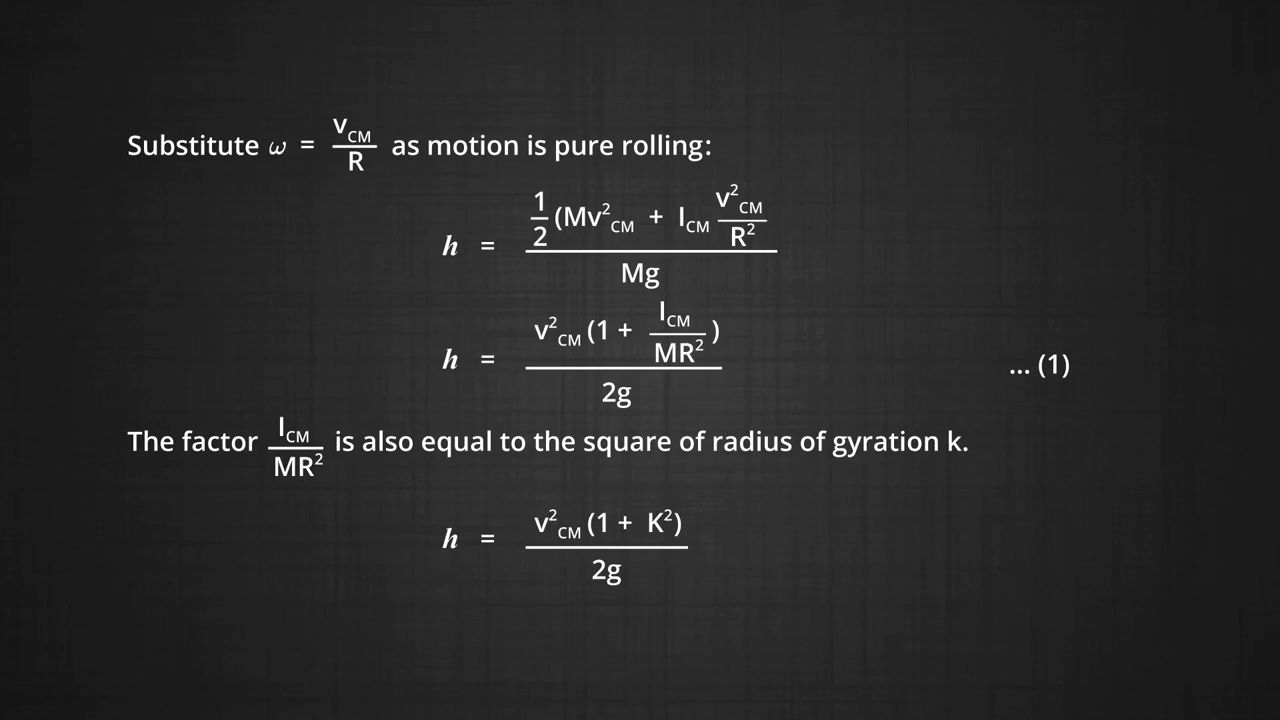 Substitute ω = v_CM / R as motion is pure rolling:
h = 1/2 (Mv²_CM + I_CM v²_CM / R² / Mg
h = v²_CM (1 + I_CM / MR²) / 2g ... (1)
The factor I_CM / MR² is also equal to the square of radius of gyration k.
h = v²_CM (1 + K²) / 2g